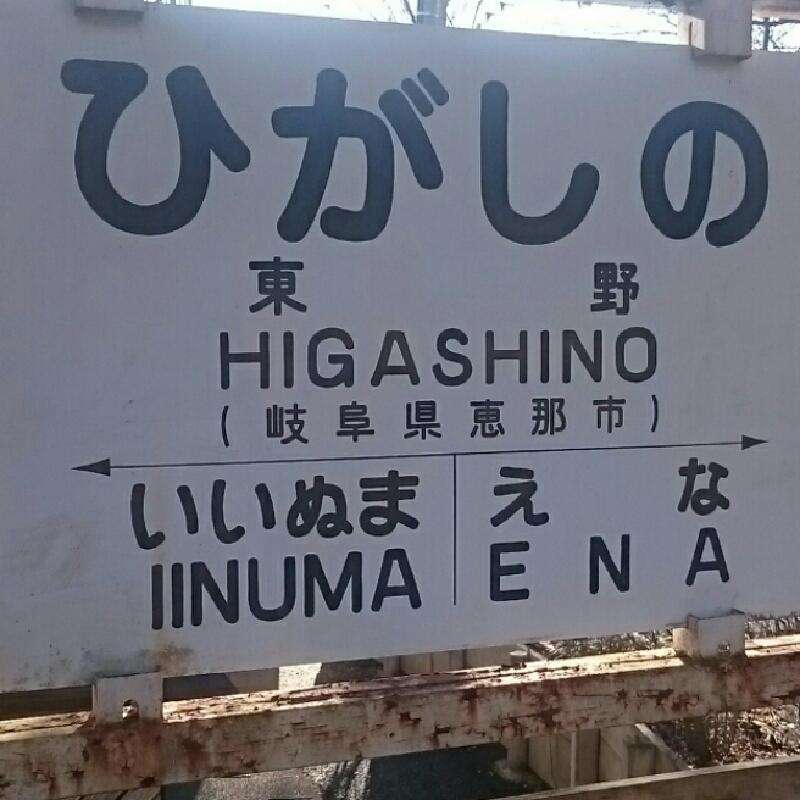 ひがしの
東野
HIGASHINO
(岐阜県恵那市)
いいぬま えな
IINUMA ENA